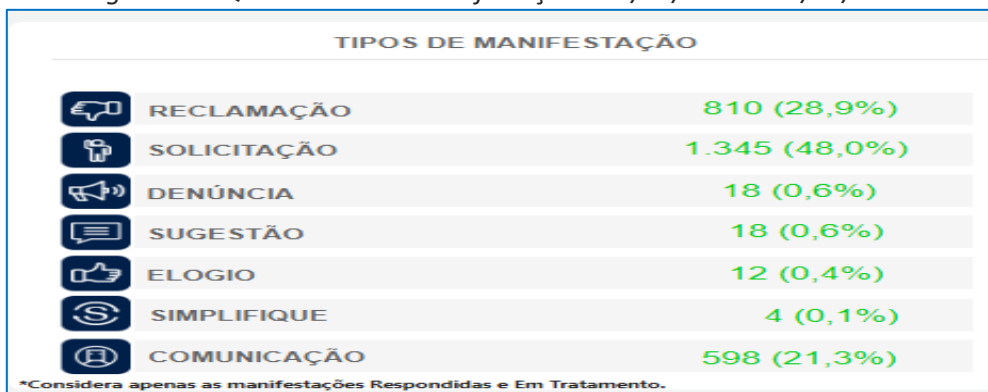 TIPOS DE MANIFESTAÇÃO
RECLAMAÇÃO 810 (28,9%)
SOLICITAÇÃO 1.345 (48,0%)
DENÚNCIA 18 (0,6%)
SUGESTÃO 18 (0,6%)
ELOGIO 12 (0,4%)
SIMPLIFIQUE 4 (0,1%)
COMUNICAÇÃO 598 (21,3%)
*Considera apenas as manifestações Respondidas e Em Tratamento.